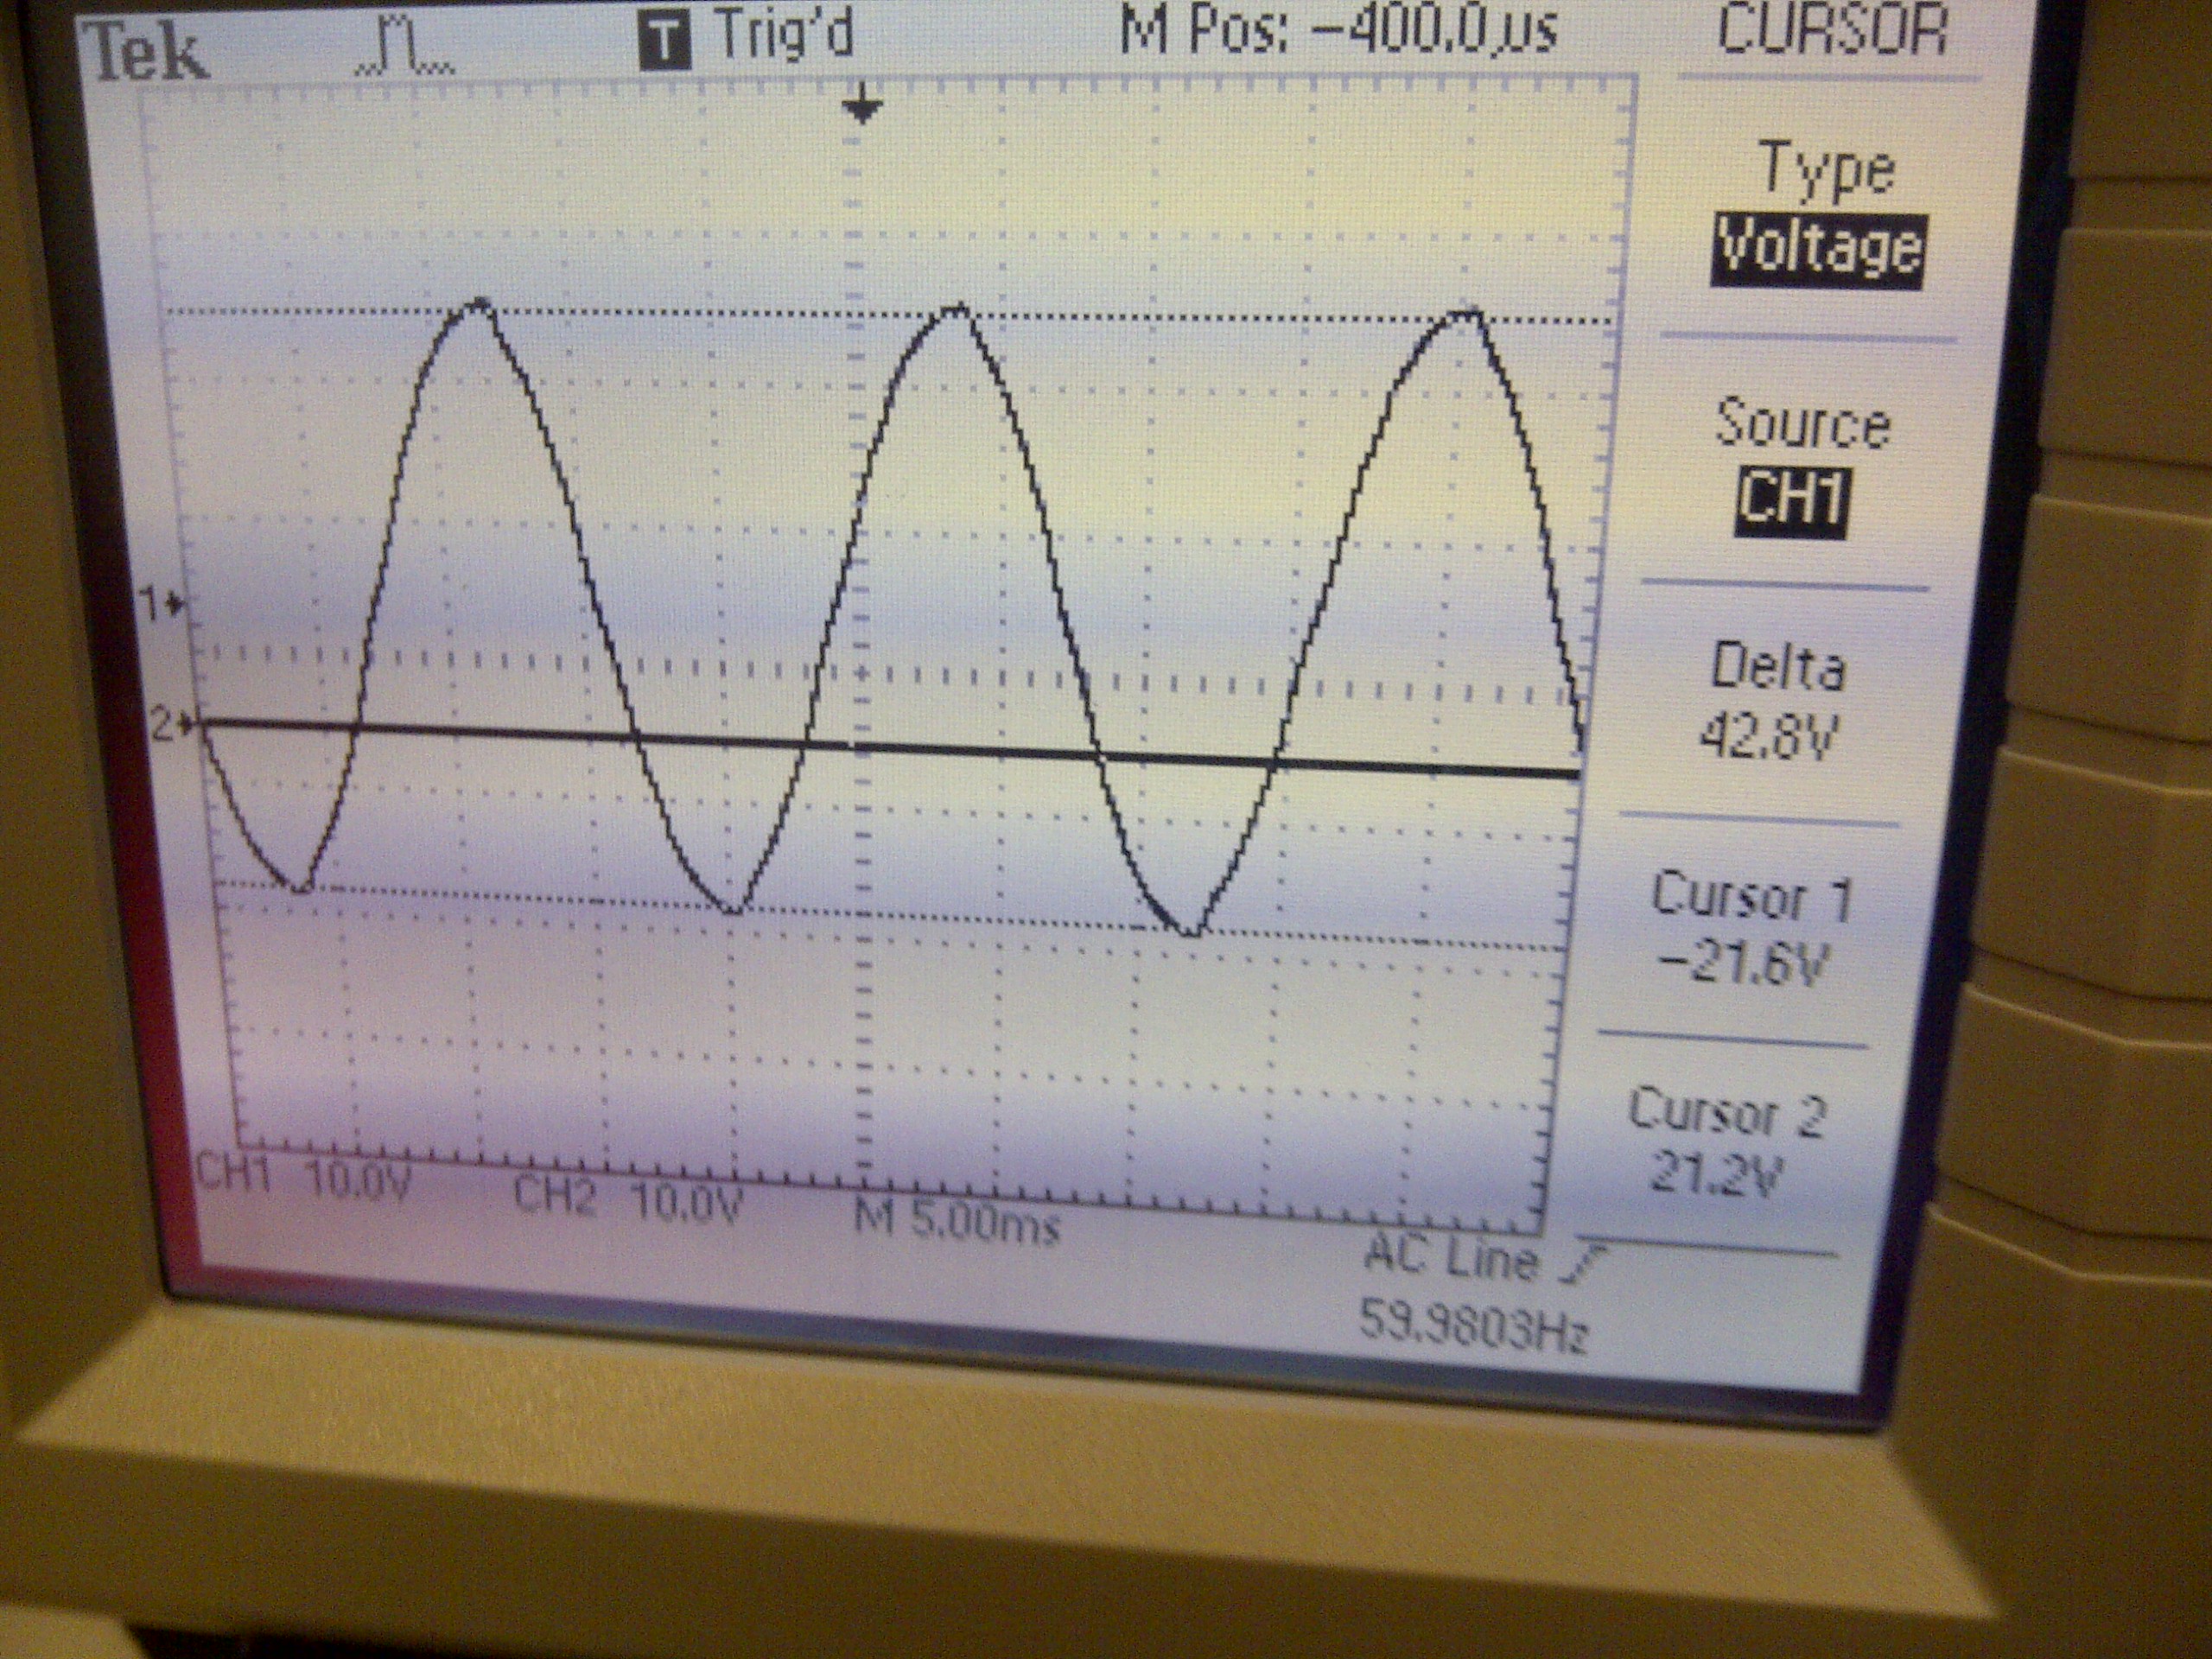 Tek T Trig'd M Pos: -400.0µs CURSOR
Type
Voltage
Source
CH1
1
Delta
42.8V
2
Cursor 1
-21.6V
Cursor 2
21.2V
CH1 10.0V CH2 10.0V M 5.00ms
AC Line
59.9803Hz